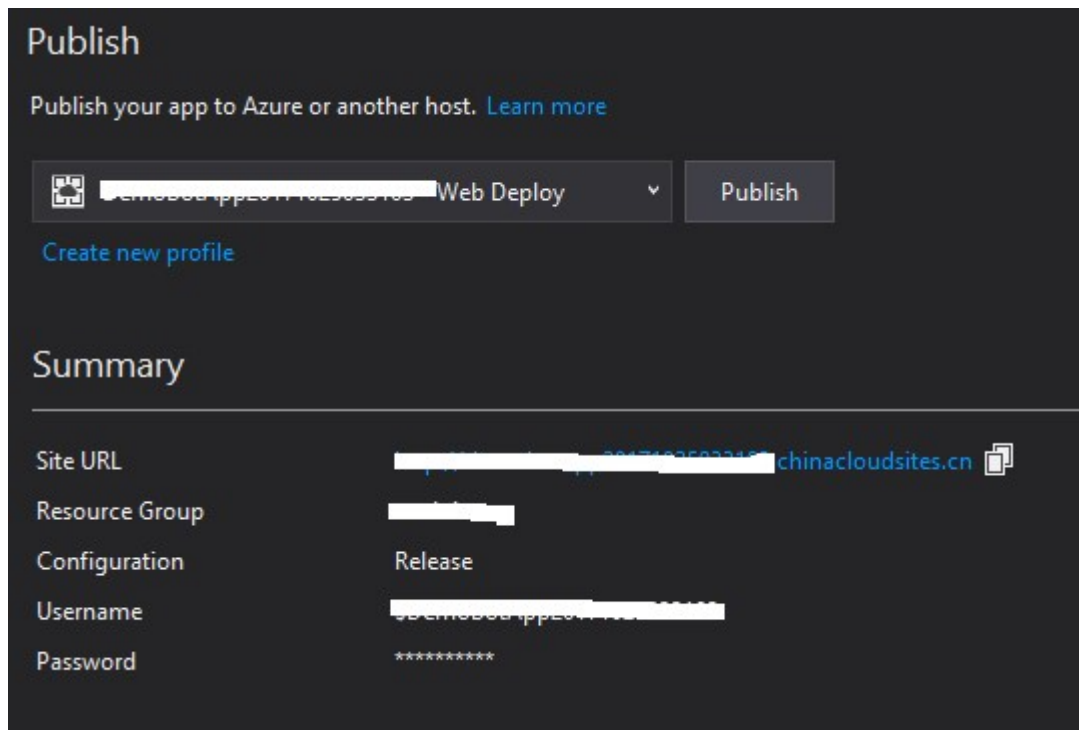 Publish
Publish your app to Azure or another host. Learn more
Web Deploy
Publish
Create new profile
Summary
Site URL chinacloudsites.cn
Resource Group
Configuration Release
Username
Password **********